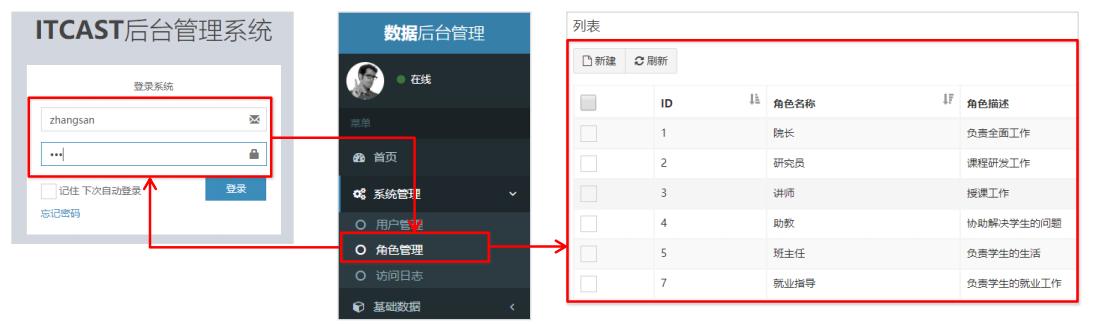 ITCAST后台管理系统
登录系统
zhangsan
•••
记住 下次自动登录
登录
忘记密码
数据后台管理
在线
菜单
首页
系统管理
用户管理
角色管理
访问日志
基础数据
列表
新建 刷新
ID 角色名称 角色描述
1 院长 负责全面工作
2 研究员 课程研发工作
3 讲师 授课工作
4 助教 协助解决学生的问题
5 班主任 负责学生的生活
7 就业指导 负责学生的就业工作